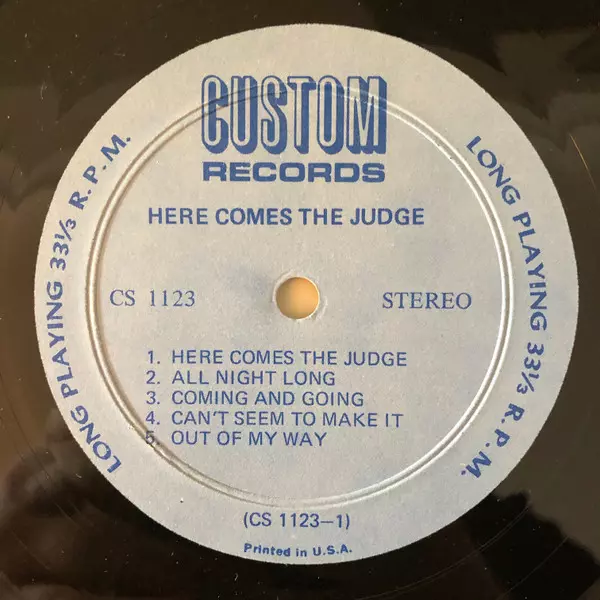 CUSTOM
RECORDS
HERE COMES THE JUDGE
CS 1123
STEREO
LONG PLAYING 33⅓ R.P.M.
LONG PLAYING 33⅓ R.P.M.
1. HERE COMES THE JUDGE
2. ALL NIGHT LONG
3. COMING AND GOING
4. CAN'T SEEM TO MAKE IT
5. OUT OF MY WAY
(CS 1123-1)
Printed in U.S.A.